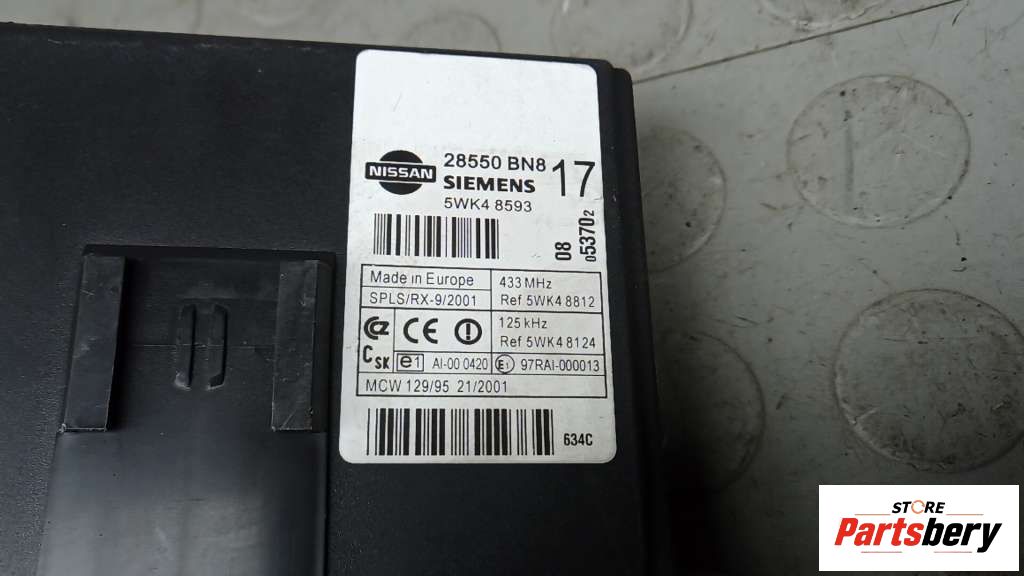 28550 BN8
17
NISSAN
SIEMENS
5WK4 8593
08
053702
Made in Europe
433 MHz
SPLS/RX-9/2001
Ref 5WK4 8812
125 kHz
Ref 5WK4 8124
CE
CSK
e1
AI-00 0420
E1
97RAI-000013
MCW 129/95 21/2001
634C
STORE
Partsbery